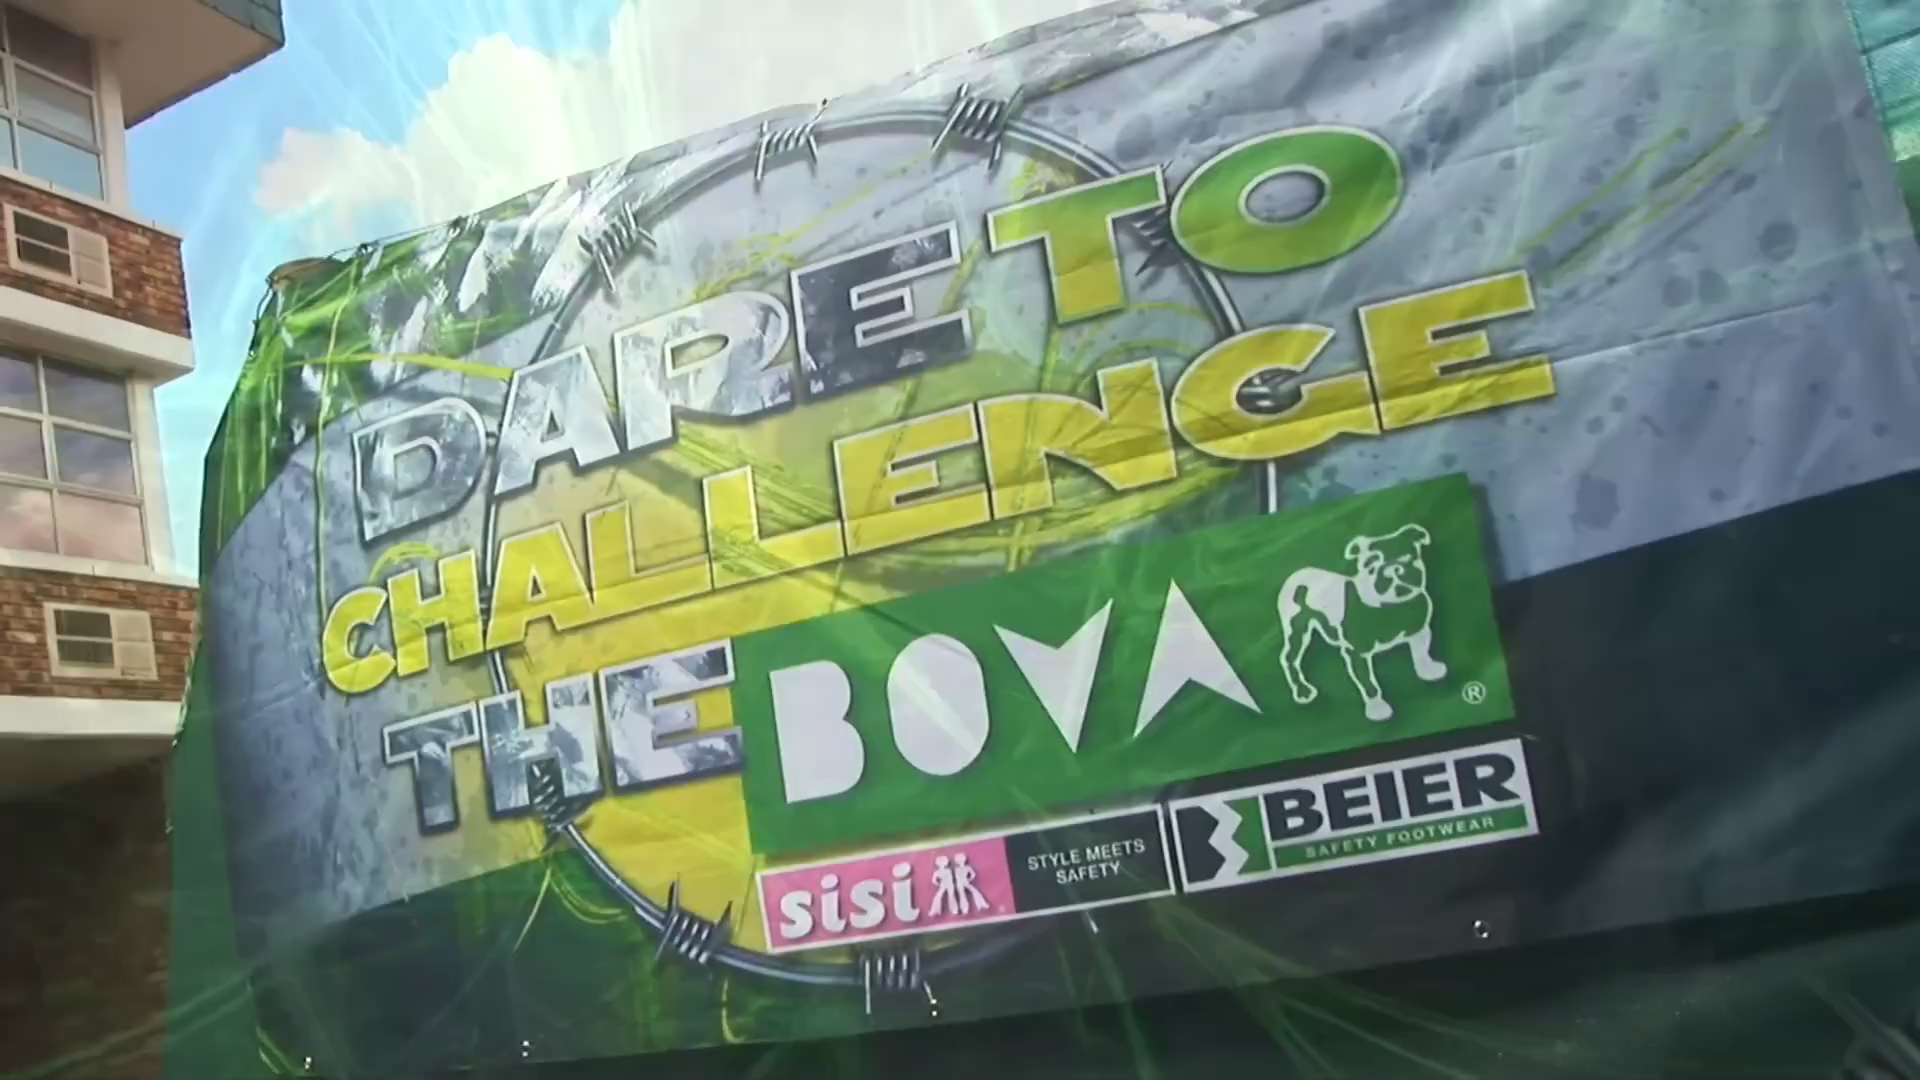 DARE TO
CHALLENGE
THE BOVA ®
sisi STYLE MEETS
SAFETY
BEIER
SAFETY FOOTWEAR